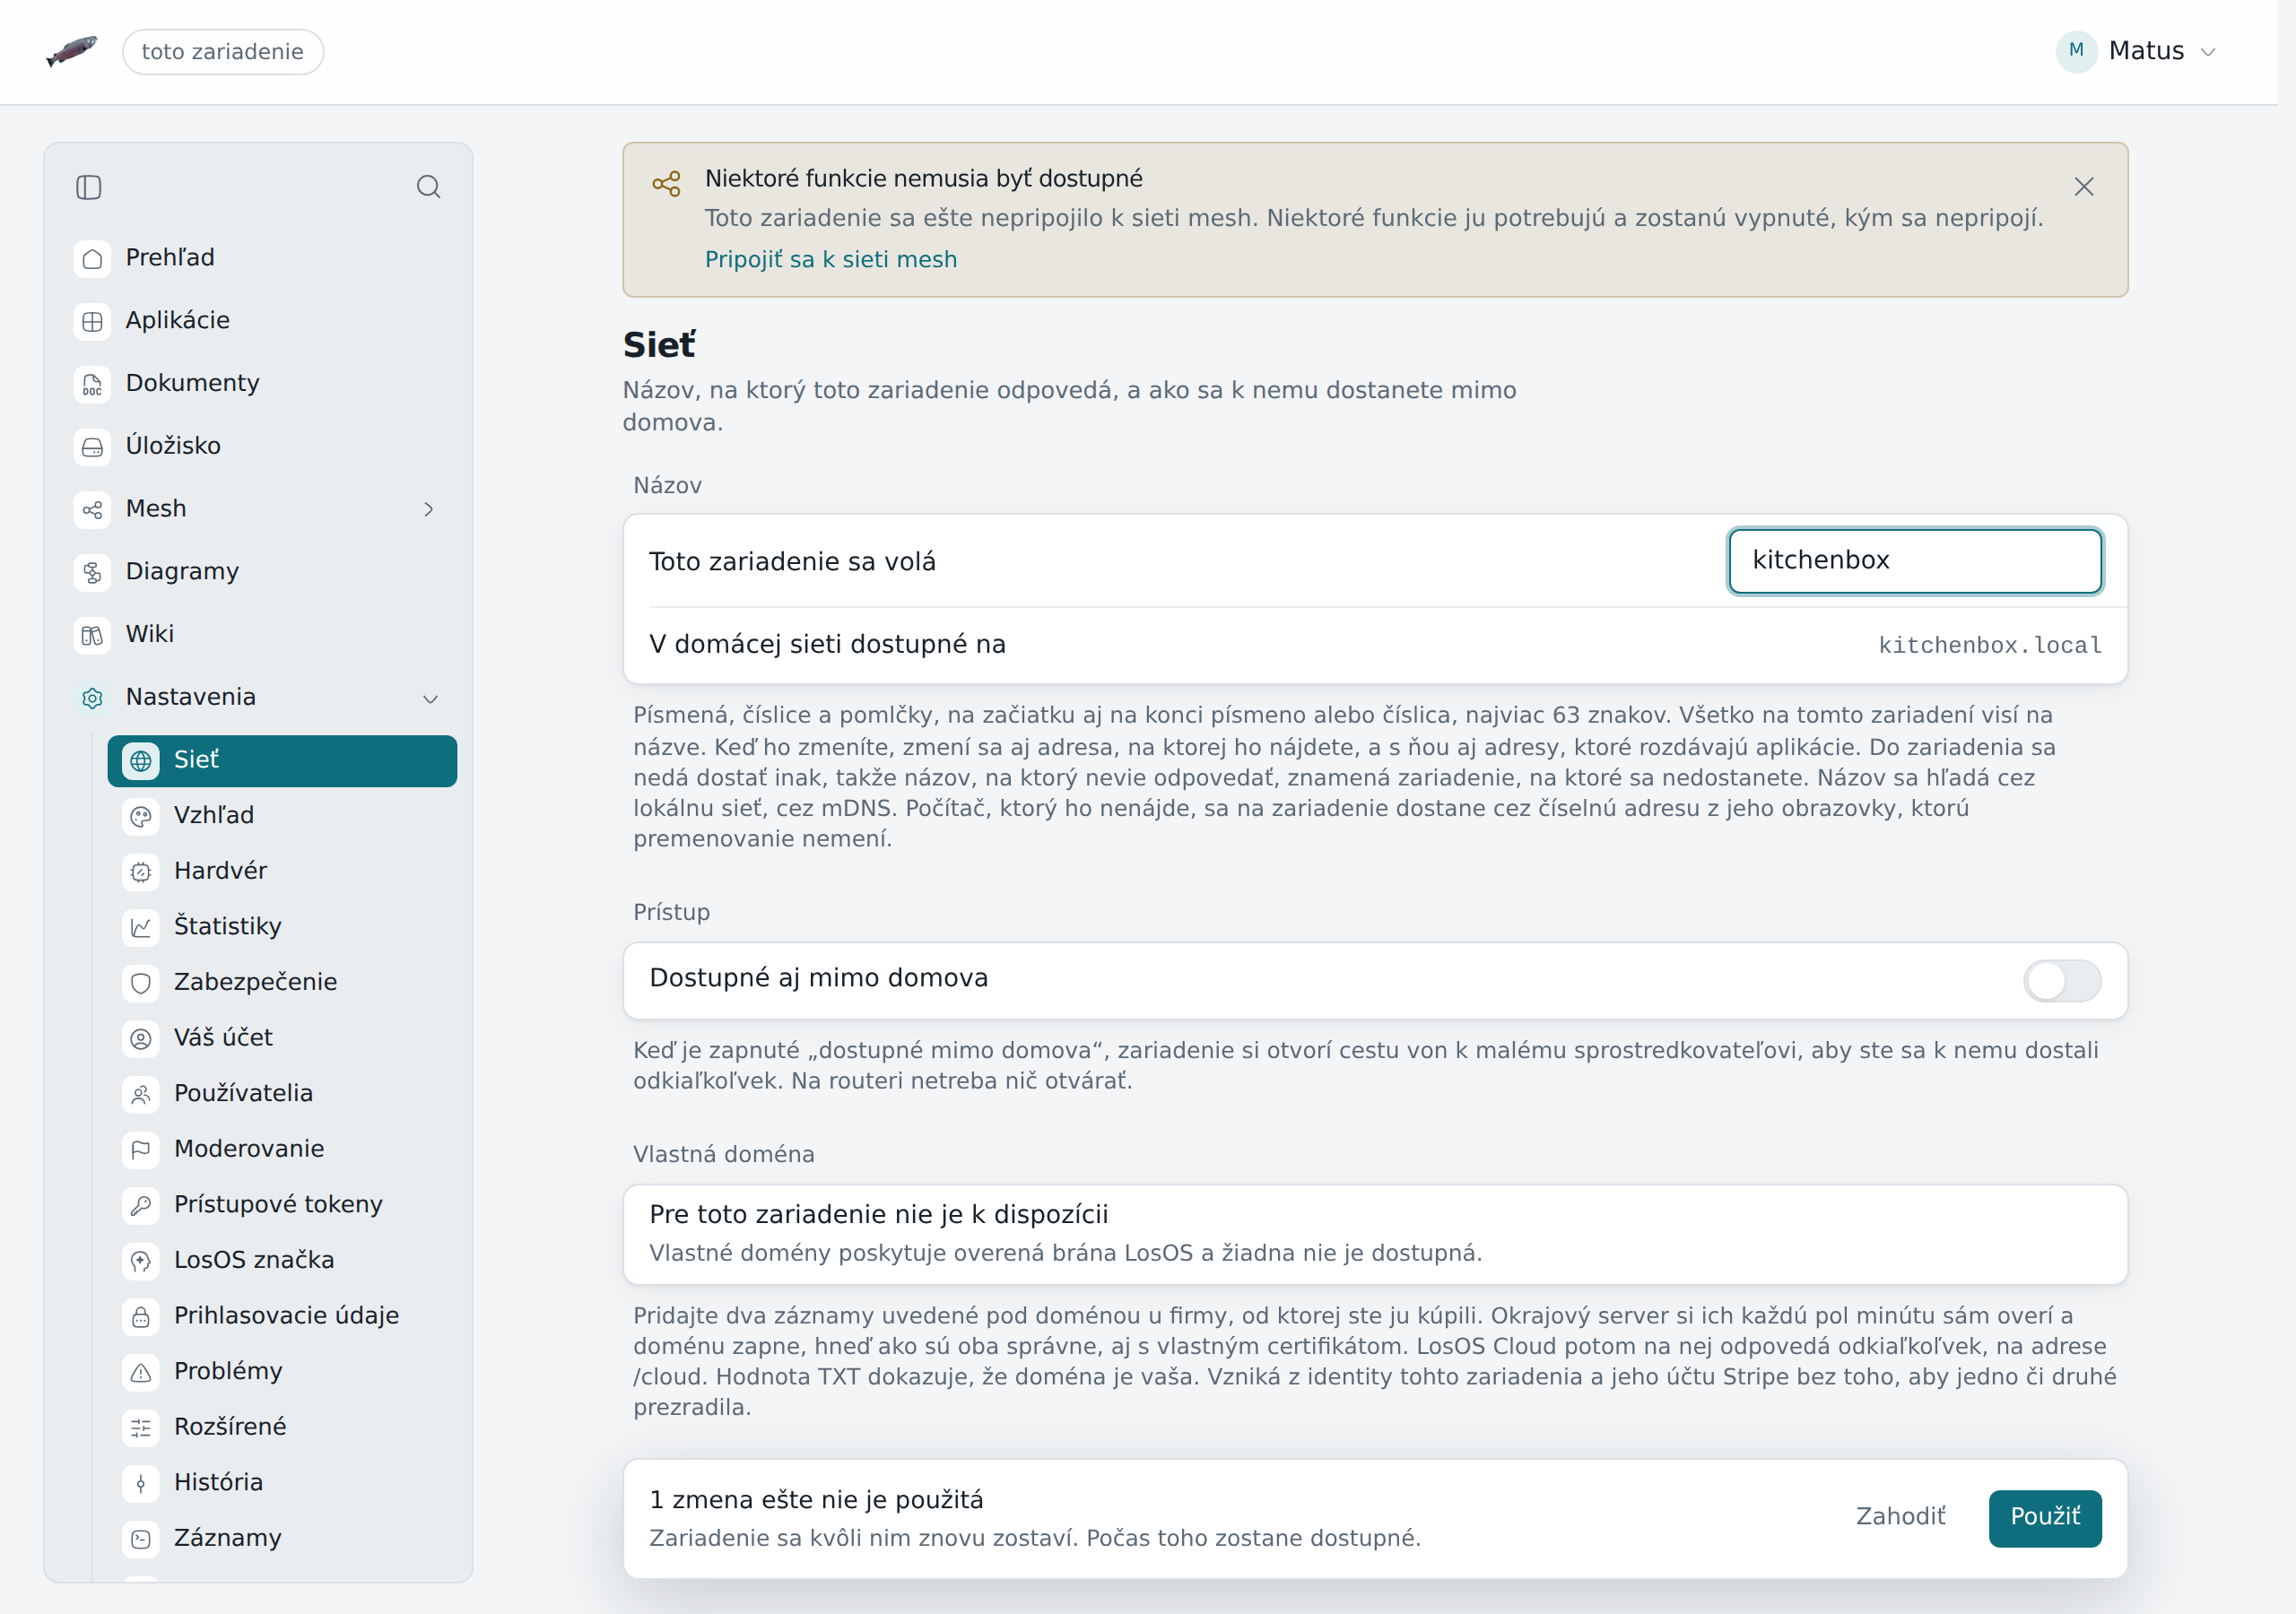 toto zariadenie
M
Matus
Prehľad
Aplikácie
Dokumenty
Úložisko
Mesh
Diagramy
Wiki
Nastavenia
Sieť
Vzhľad
Hardvér
Štatistiky
Zabezpečenie
Váš účet
Používatelia
Moderovanie
Prístupové tokeny
LosOS značka
Prihlasovacie údaje
Problémy
Rozšírené
História
Záznamy
Niektoré funkcie nemusia byť dostupné
Toto zariadenie sa ešte nepripojilo k sieti mesh. Niektoré funkcie ju potrebujú a zostanú vypnuté, kým sa nepripojí.
Pripojiť sa k sieti mesh
Sieť
Názov, na ktorý toto zariadenie odpovedá, a ako sa k nemu dostanete mimo
domova.
Názov
Toto zariadenie sa volá
kitchenbox
V domácej sieti dostupné na
kitchenbox.local
Písmená, číslice a pomlčky, na začiatku aj na konci písmeno alebo číslica, najviac 63 znakov. Všetko na tomto zariadení visí na
názve. Keď ho zmeníte, zmení sa aj adresa, na ktorej ho nájdete, a s ňou aj adresy, ktoré rozdávajú aplikácie. Do zariadenia sa
nedá dostať inak, takže názov, na ktorý nevie odpovedať, znamená zariadenie, na ktoré sa nedostanete. Názov sa hľadá cez
lokálnu sieť, cez mDNS. Počítač, ktorý ho nenájde, sa na zariadenie dostane cez číselnú adresu z jeho obrazovky, ktorú
premenovanie nemení.
Prístup
Dostupné aj mimo domova
Keď je zapnuté „dostupné mimo domova“, zariadenie si otvorí cestu von k malému sprostredkovateľovi, aby ste sa k nemu dostali
odkiaľkoľvek. Na routeri netreba nič otvárať.
Vlastná doména
Pre toto zariadenie nie je k dispozícii
Vlastné domény poskytuje overená brána LosOS a žiadna nie je dostupná.
Pridajte dva záznamy uvedené pod doménou u firmy, od ktorej ste ju kúpili. Okrajový server si ich každú pol minútu sám overí a
doménu zapne, hneď ako sú oba správne, aj s vlastným certifikátom. LosOS Cloud potom na nej odpovedá odkiaľkoľvek, na adrese
/cloud. Hodnota TXT dokazuje, že doména je vaša. Vzniká z identity tohto zariadenia a jeho účtu Stripe bez toho, aby jedno či druhé
prezradila.
1 zmena ešte nie je použitá
Zariadenie sa kvôli nim znovu zostaví. Počas toho zostane dostupné.
Zahodiť
Použiť